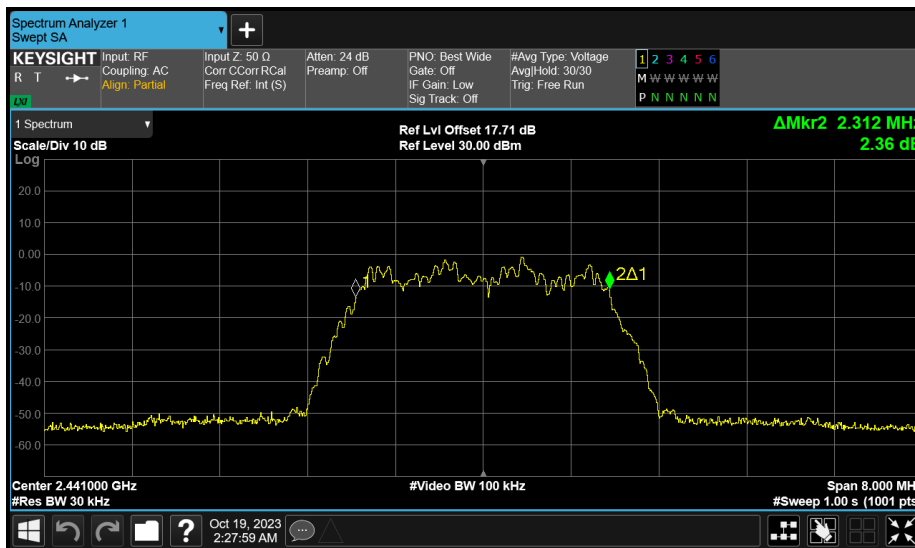 Spectrum Analyzer 1
Swept SA
KEYSIGHT
R T
LXI
Input: RF
Coupling: AC
Align: Partial
Input Z: 50 Ω
Corr CCorr RCal
Freq Ref: Int (S)
Atten: 24 dB
Preamp: Off
PNO: Best Wide
Gate: Off
IF Gain: Low
Sig Track: Off
#Avg Type: Voltage
Avg|Hold: 30/30
Trig: Free Run
1 2 3 4 5 6
M W W W W W
P N N N N N
1 Spectrum
Scale/Div 10 dB
Log
Ref Lvl Offset 17.71 dB
Ref Level 30.00 dBm
ΔMkr2 2.312 MHz
2.36 dB
20.0
10.0
0.00
-10.0
-20.0
-30.0
-40.0
-50.0
-60.0
1
2Δ1
Center 2.441000 GHz
#Res BW 30 kHz
#Video BW 100 kHz
Span 8.000 MH
#Sweep 1.00 s (1001 pts
?
Oct 19, 2023
2:27:59 AM